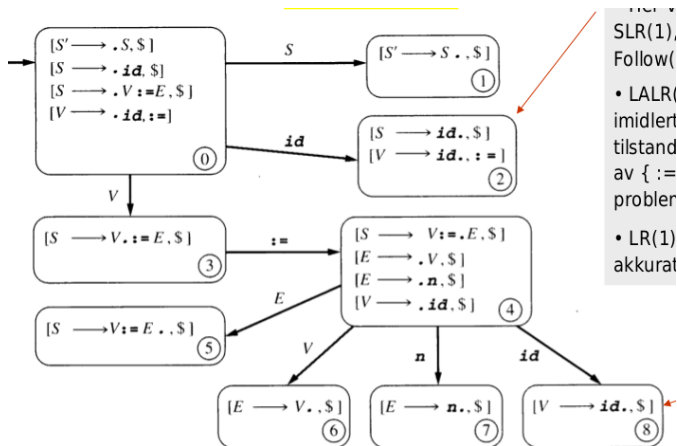 [S' ⟶ .S,$]
[S ⟶ .id,$]
[S ⟶ .V:=E,$]
[V ⟶ .id,:=]
0
S
[S' ⟶ S.,$]
1
id
[S ⟶ id.,$]
[V ⟶ id.,:=]
2
V
[S ⟶ V.:=E,$]
3
:=
[S ⟶ V:=.E,$]
[E ⟶ .V,$]
[E ⟶ .n,$]
[V ⟶ .id,$]
4
E
[S ⟶ V:=E.,$]
5
V
n
id
[E ⟶ V.,$]
6
[E ⟶ n.,$]
7
[V ⟶ id.,$]
8
SLR(1),
Follow(
• LALR(
imidlert
tilstand
av { :=
problen
• LR(1)
akkurat